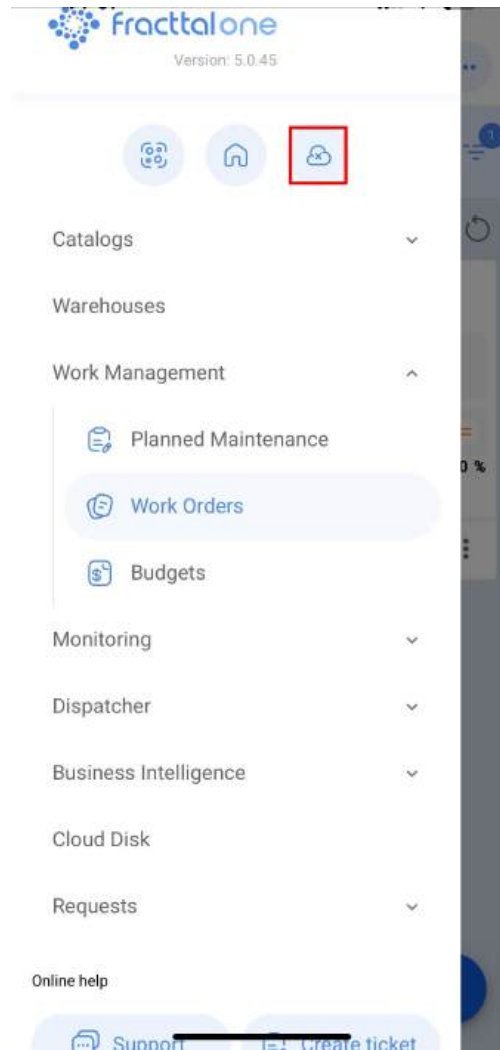 fracttalone
Version: 5.0.45
Catalogs
Warehouses
Work Management
Planned Maintenance
0 %
Work Orders
Budgets
Monitoring
Dispatcher
Business Intelligence
Cloud Disk
Requests
Online help
Support
Create ticket